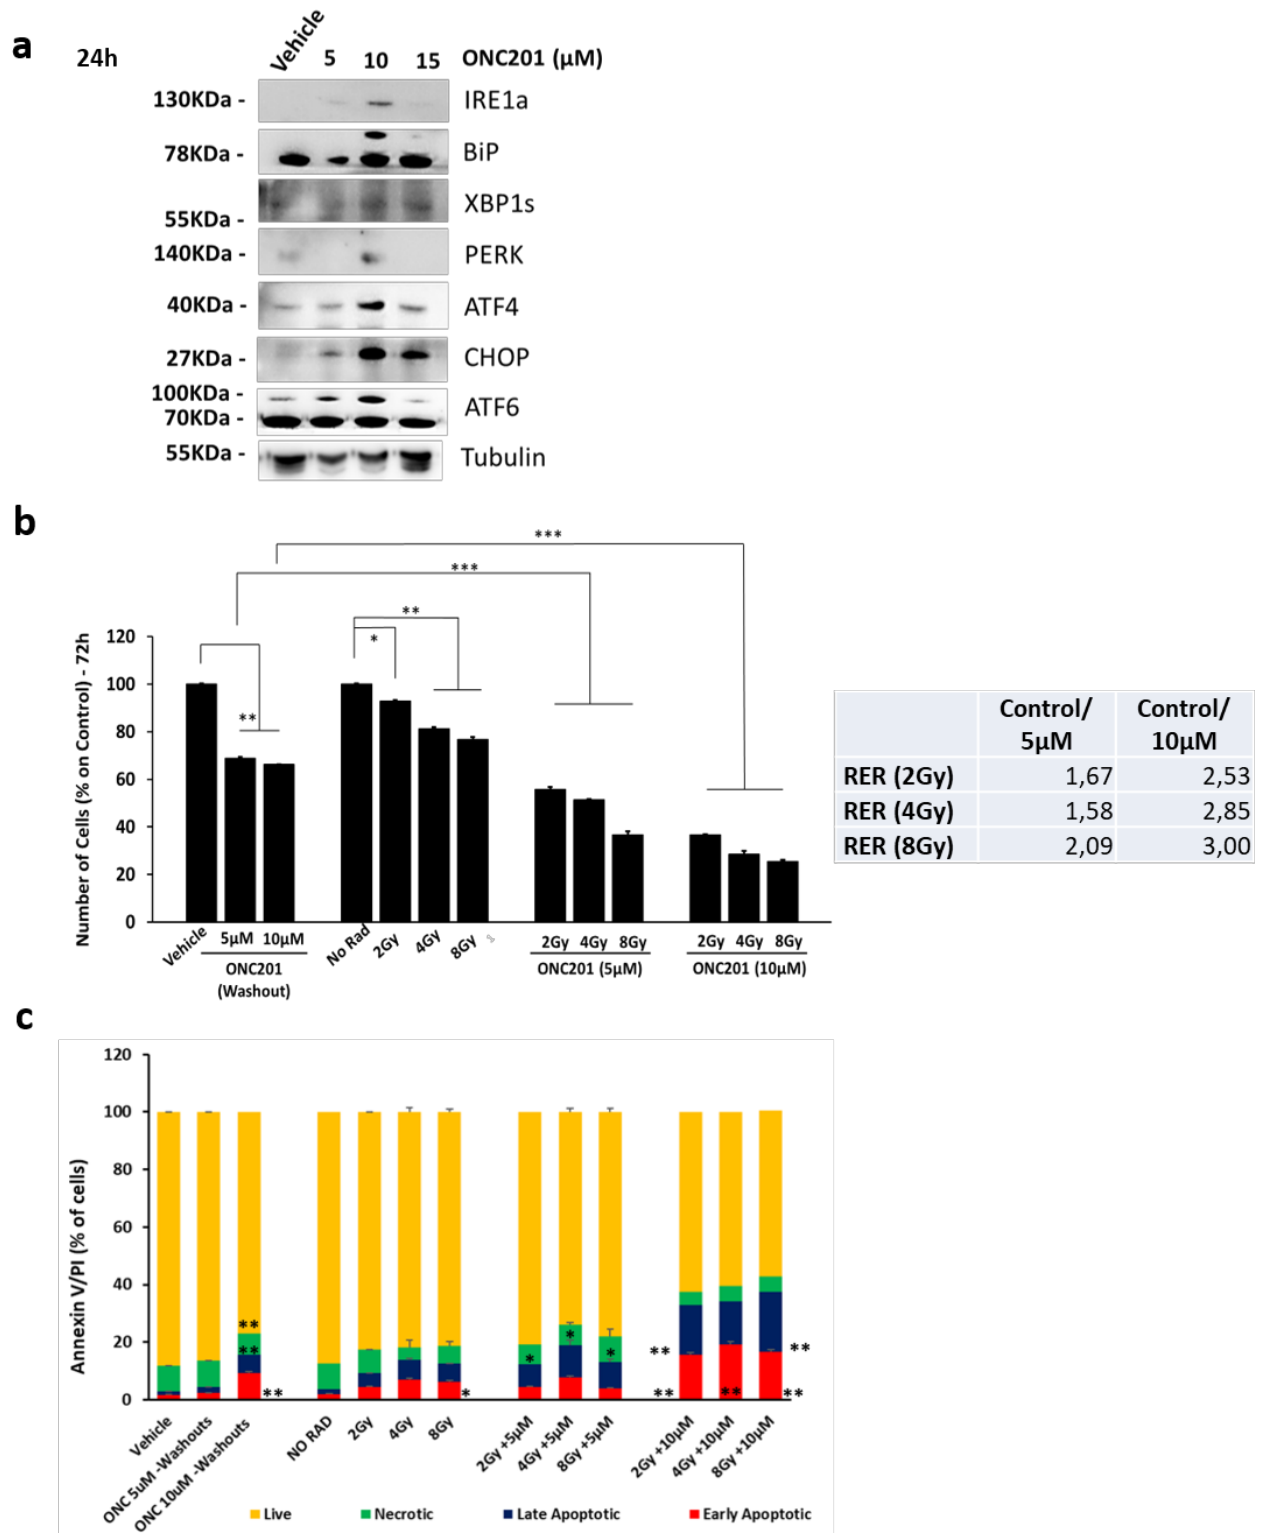 a
24h
Vehicle 5 10 15 ONC201 (µM)
130KDa - IRE1a
78KDa - BiP
XBP1s
55KDa -
140KDa - PERK
40KDa - ATF4
27KDa - CHOP
100KDa -
70KDa - ATF6
55KDa - Tubulin
b
***
***
**
*
**
Number of Cells (% on Control) - 72h
120
100
80
60
40
20
0
Vehicle 5µM 10µM No Rad 2Gy 4Gy 8Gy 2Gy 4Gy 8Gy 2Gy 4Gy 8Gy
ONC201 (Washout)
ONC201 (5µM)
ONC201 (10µM)
Control/ 5µM Control/ 10µM
RER (2Gy) 1,67 2,53
RER (4Gy) 1,58 2,85
RER (8Gy) 2,09 3,00
c
Annexin V/PI (% of cells)
120
100
80
60
40
20
0
** ** ** * * * * ** ** ** ** **
Vehicle
ONC 5uM -Washouts
ONC 10uM -Washouts
NO RAD
2Gy
4Gy
8Gy
2Gy +5µM
4Gy +5µM
8Gy +5µM
2Gy +10µM
4Gy +10µM
8Gy +10µM
Live Necrotic Late Apoptotic Early Apoptotic